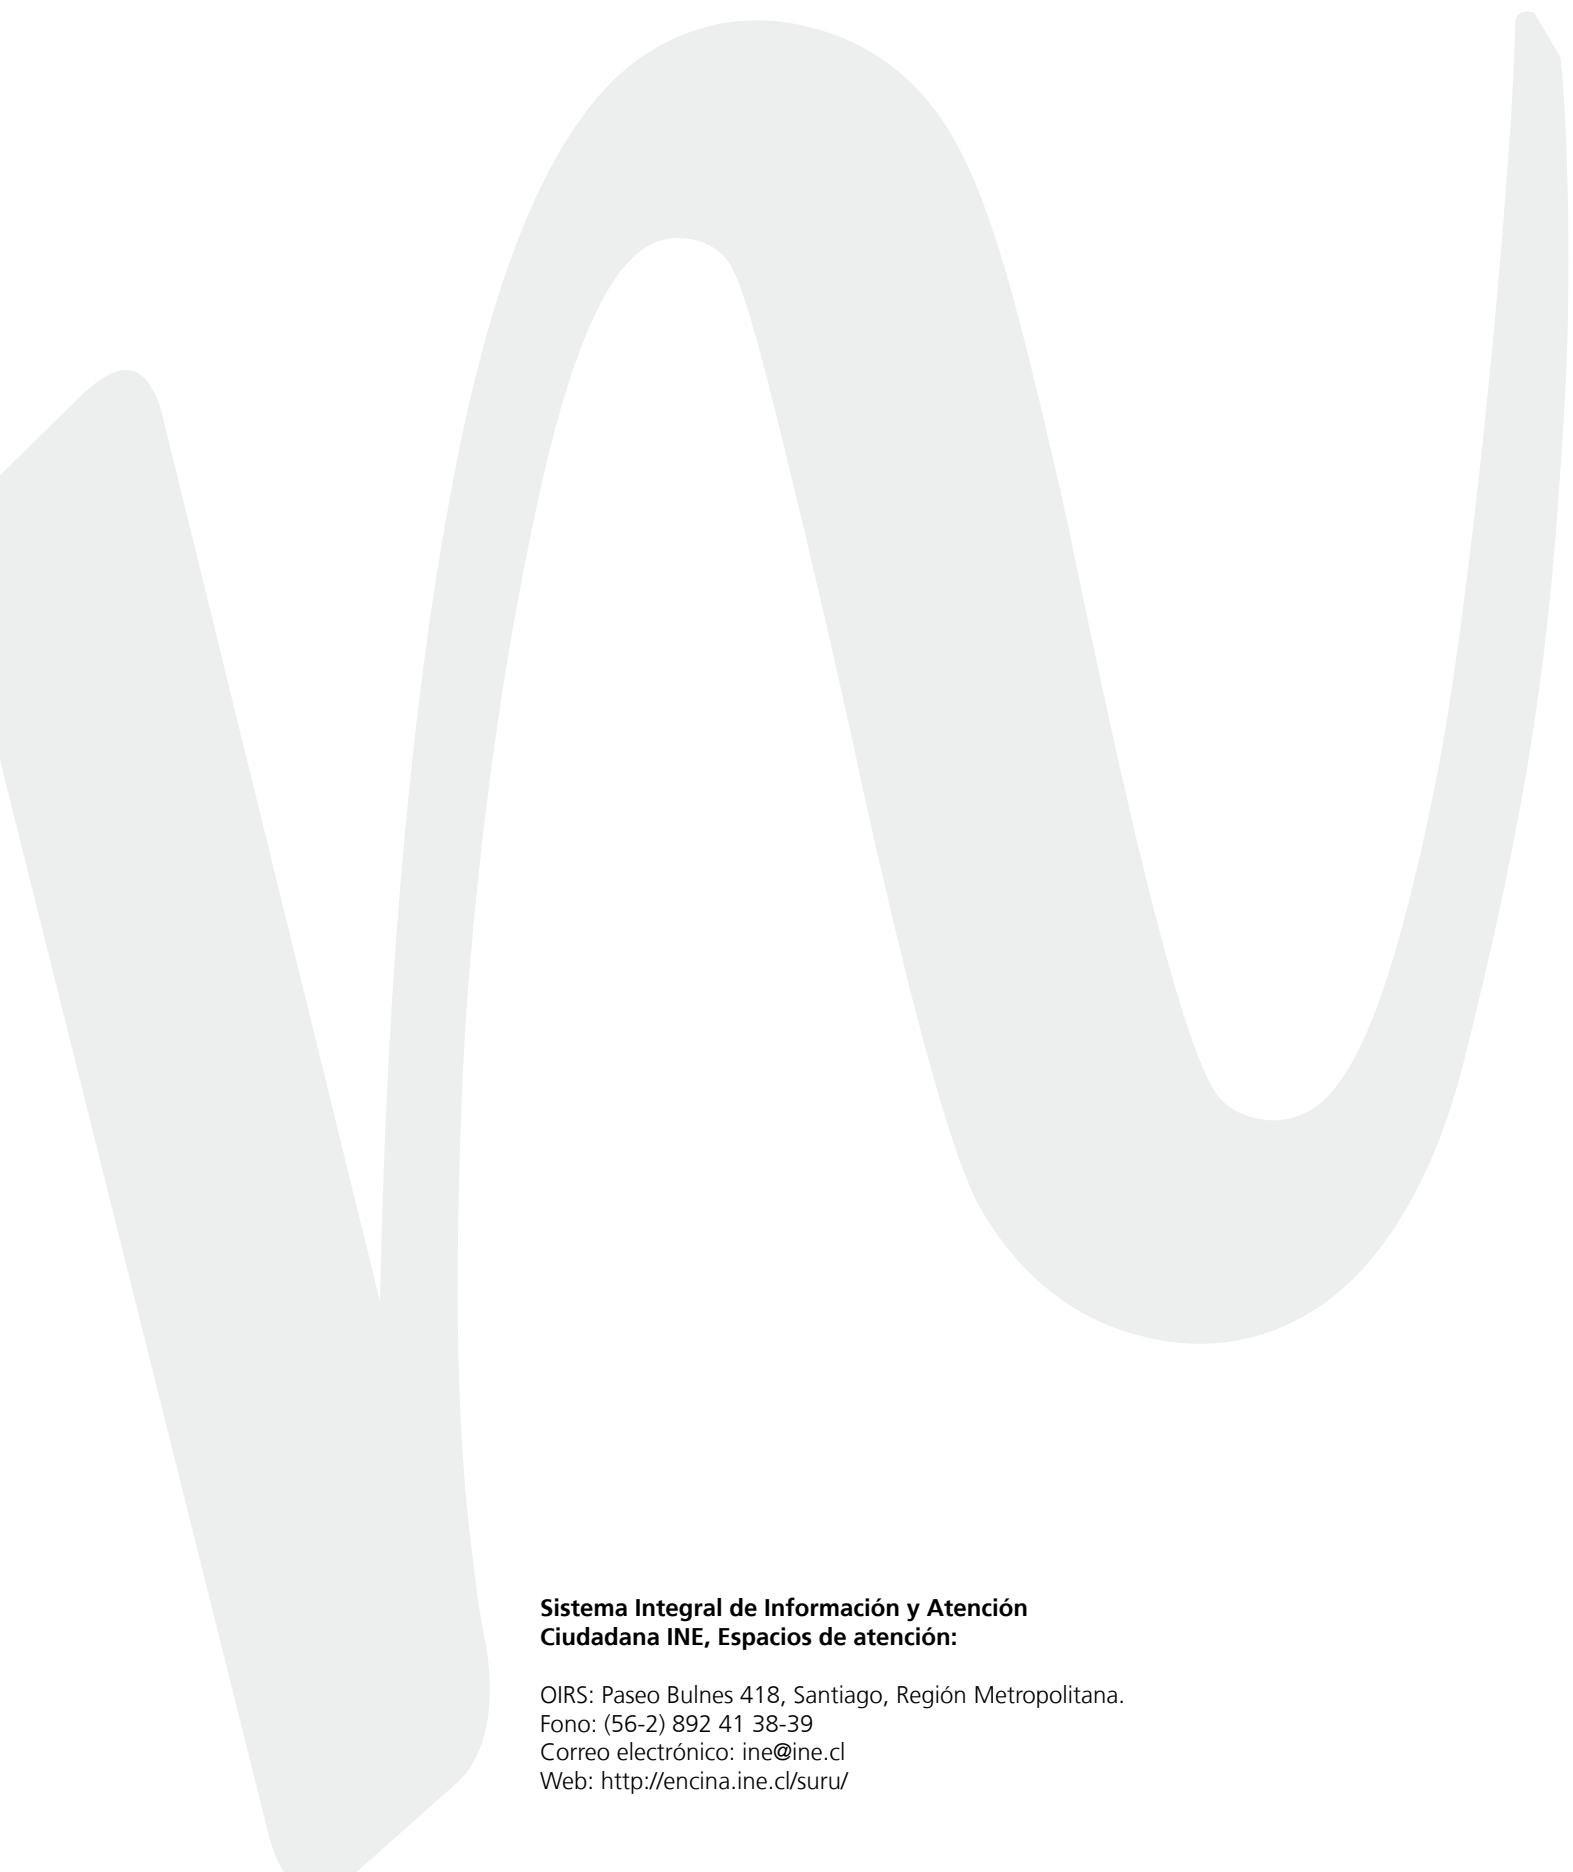 Sistema Integral de Información y Atención
Ciudadana INE, Espacios de atención:
OIRS: Paseo Bulnes 418, Santiago, Región Metropolitana.
Fono: (56-2) 892 41 38-39
Correo electrónico: ine@ine.cl
Web: http://encina.ine.cl/suru/